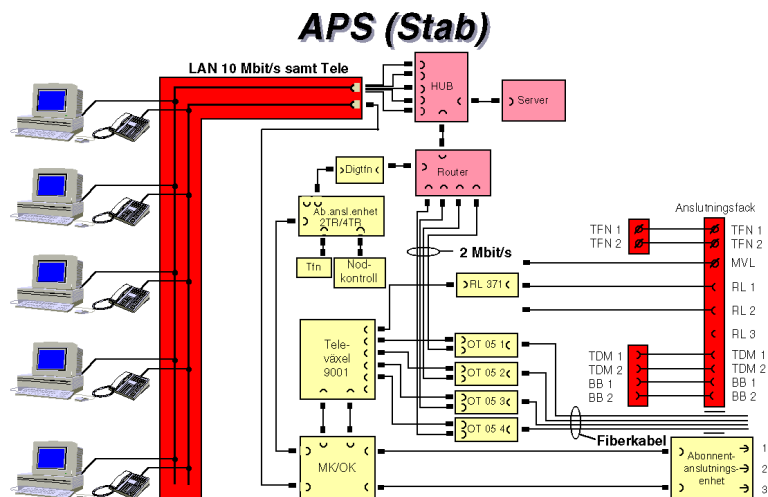 APS (Stab)
LAN 10 Mbit/s samt Tele
HUB
Server
Digtfn
Router
Ab.ansl.enhet
2TR/4TR
Anslutningsfack
TFN 1
TFN 2
TFN 1
TFN 2
2 Mbit/s
MVL
Tfn
Nod-
kontroll
RL 371
RL 1
RL 2
RL 3
Tele-
växel
9001
OT 05 1
OT 05 2
OT 05 3
OT 05 4
TDM 1
TDM 2
BB 1
BB 2
TDM 1
TDM 2
BB 1
BB 2
Fiberkabel
MK/OK
Abonnent-
anslutnings-
enhet
1
2
3